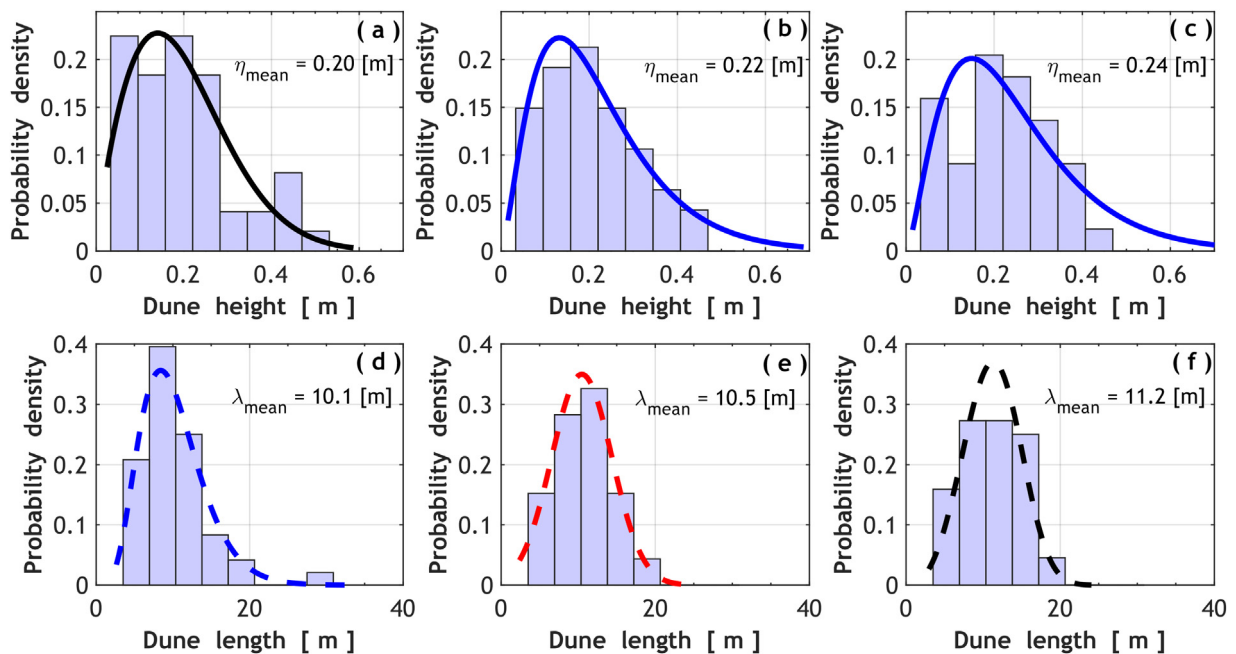 ( a )
η_mean = 0.20 [m]
Probability density
0.2
0.15
0.1
0.05
0
0 0.2 0.4 0.6
Dune height [ m ]
( b )
η_mean = 0.22 [m]
Probability density
0.2
0.15
0.1
0.05
0
0 0.2 0.4 0.6
Dune height [ m ]
( c )
η_mean = 0.24 [m]
Probability density
0.2
0.15
0.1
0.05
0
0 0.2 0.4 0.6
Dune height [ m ]
( d )
λ_mean = 10.1 [m]
Probability density
0.4
0.3
0.2
0.1
0
0 20 40
Dune length [ m ]
( e )
λ_mean = 10.5 [m]
Probability density
0.4
0.3
0.2
0.1
0
0 20 40
Dune length [ m ]
( f )
λ_mean = 11.2 [m]
Probability density
0.4
0.3
0.2
0.1
0
0 20 40
Dune length [ m ]